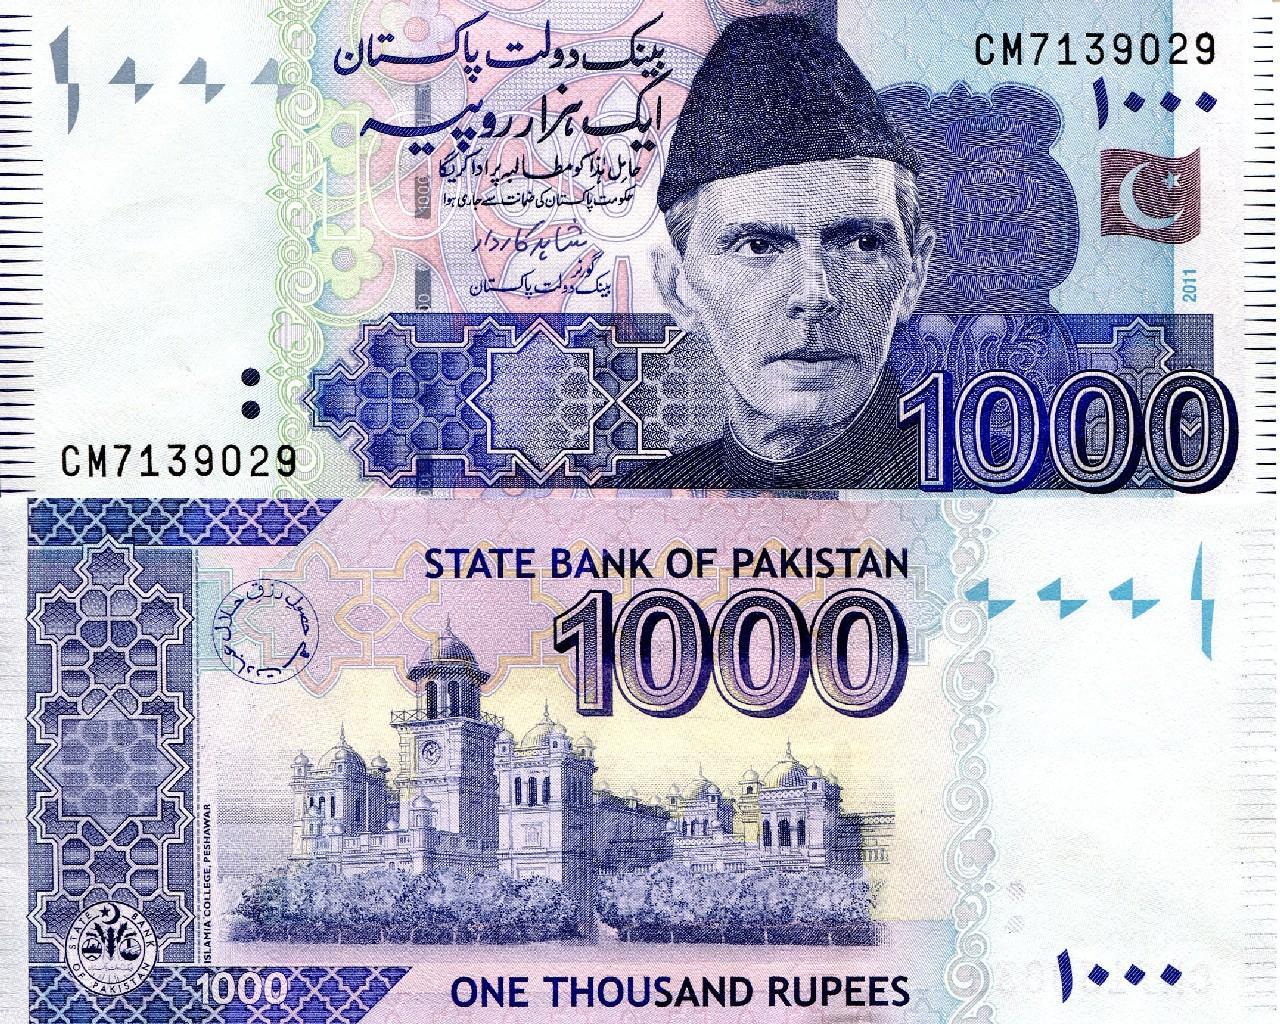 بینک دولت پاکستان
CM7139029
ایک ہزار روپیہ
۱۰۰۰
حامل ہٰذا کو مطالبہ پر ادا کریگا
حکومت پاکستان کی ضمانت سے جاری ہوا
1000
شاہد کاردار
گورنر
بینک دولت پاکستان
2011
1000
CM7139029
STATE BANK OF PAKISTAN
1000
حصول رزق حلال عبادت ہے
ISLAMIA COLLEGE, PESHAWAR
STATE BANK OF PAKISTAN
1000
ONE THOUSAND RUPEES
۱۰۰۰